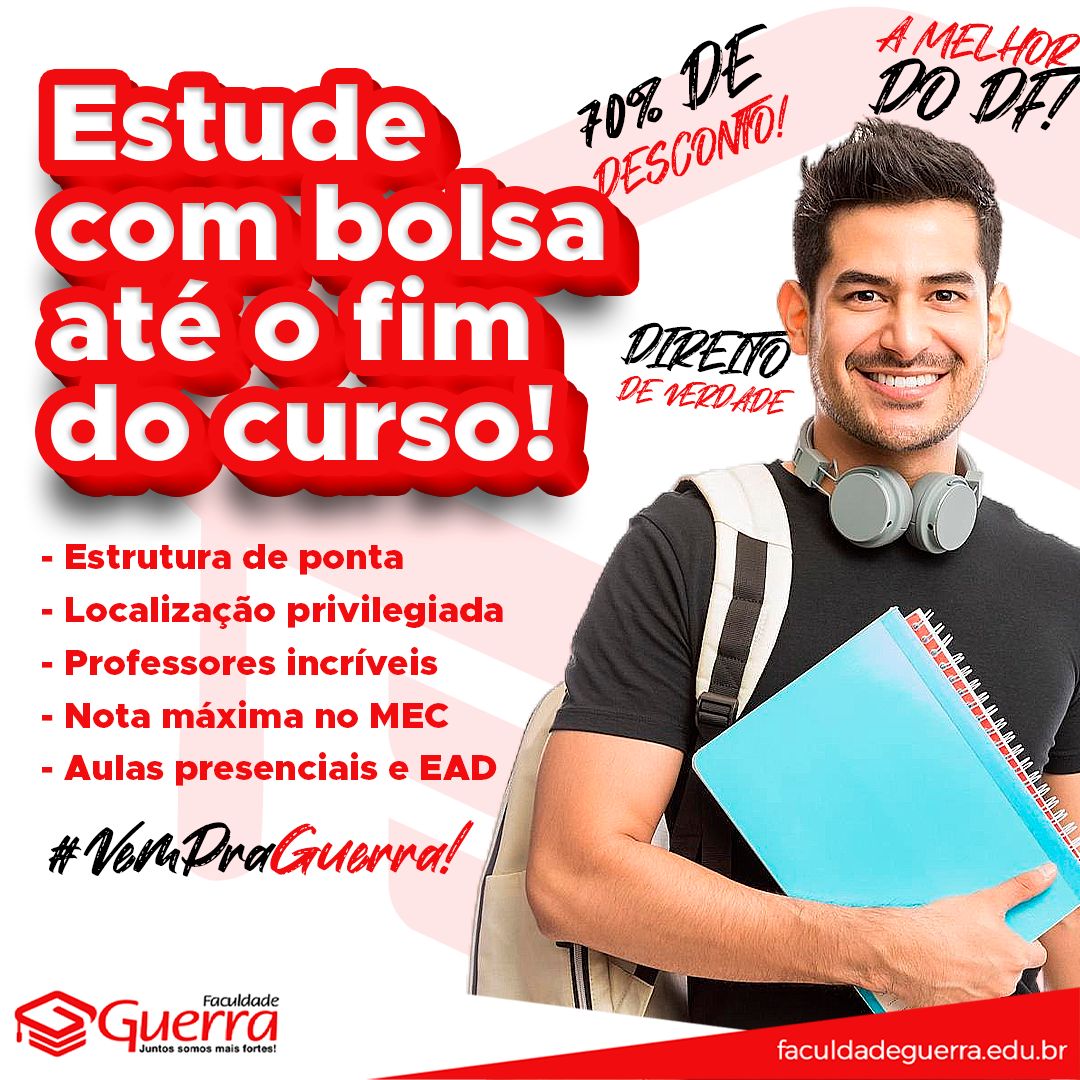 Estude
com bolsa
até o fim
do curso!
70% DE
DESCONTO!
A MELHOR
DO DF!
DIREITO
DE VERDADE
- Estrutura de ponta
- Localização privilegiada
- Professores incríveis
- Nota máxima no MEC
- Aulas presenciais e EAD
#VemPraGuerra!
Faculdade
Guerra
Juntos somos mais fortes!
faculdadeguerra.edu.br